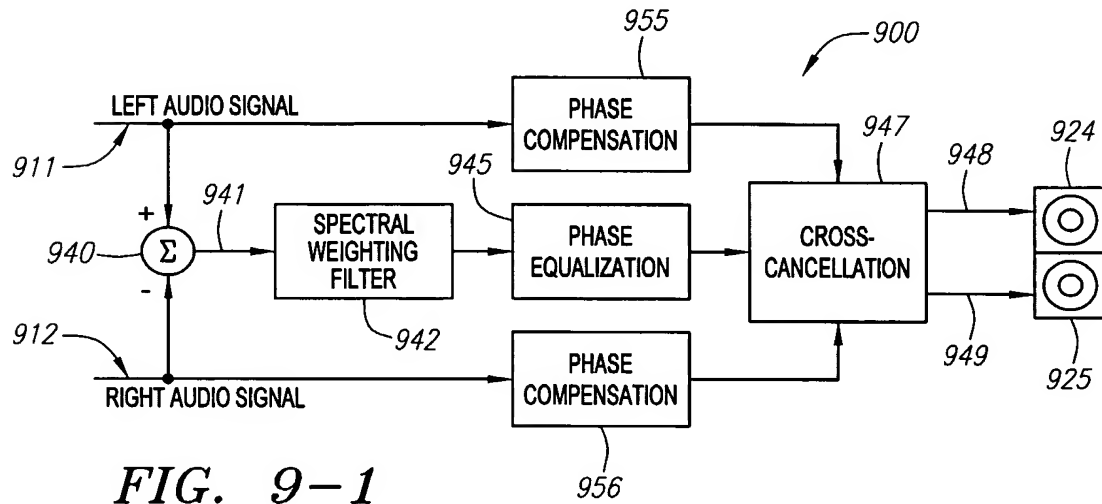 955
900
LEFT AUDIO SIGNAL
PHASE
COMPENSATION
947
924
911
945
948
+
941
940
Σ
SPECTRAL
WEIGHTING
FILTER
PHASE
EQUALIZATION
CROSS-
CANCELLATION
-
912
942
949
925
RIGHT AUDIO SIGNAL
PHASE
COMPENSATION
956
FIG. 9-1